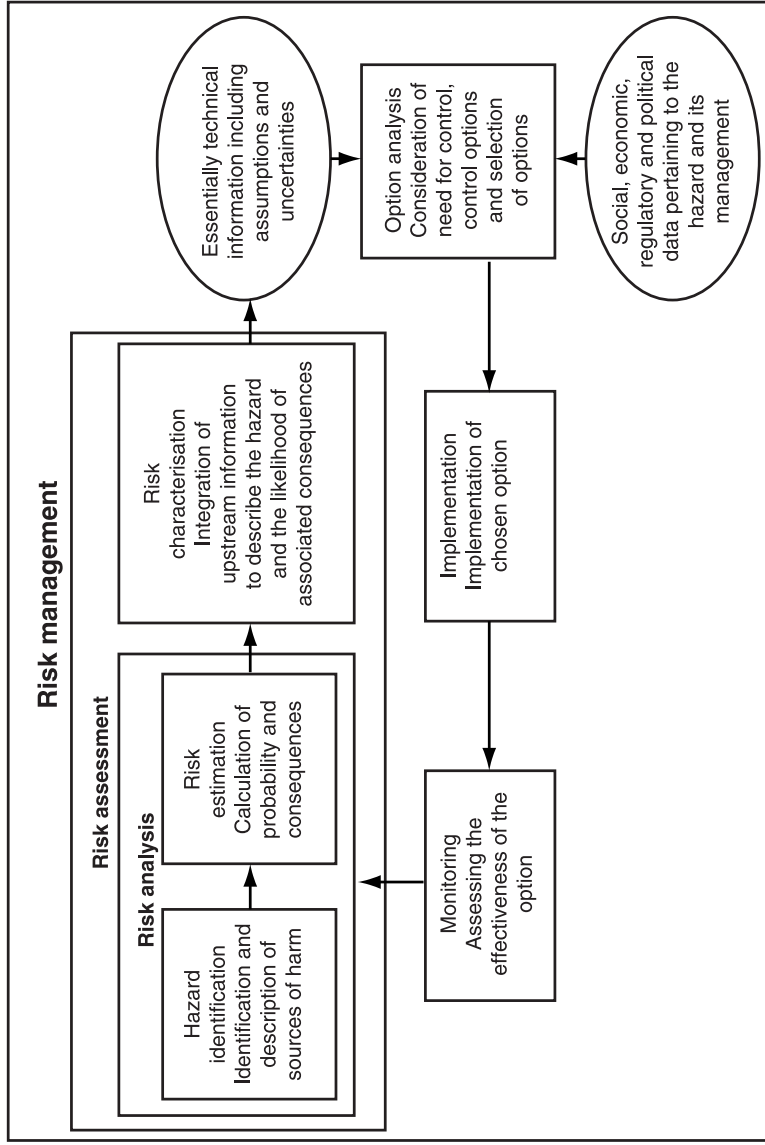 Risk management
Risk assessment
Risk analysis
Hazard
identification
Identification and
description of
sources of harm
Risk
estimation
Calculation of
probability and
consequences
Risk
characterisation
Integration of
upstream information
to describe the hazard
and the likelihood of
associated consequences
Essentially technical
information including
assumptions and
uncertainties
Option analysis
Consideration of
need for control,
control options
and selection
of options
Social, economic,
regulatory and political
data pertaining to the
hazard and its
management
Implementation
Implementation of
chosen option
Monitoring
Assessing the
effectiveness of the
option